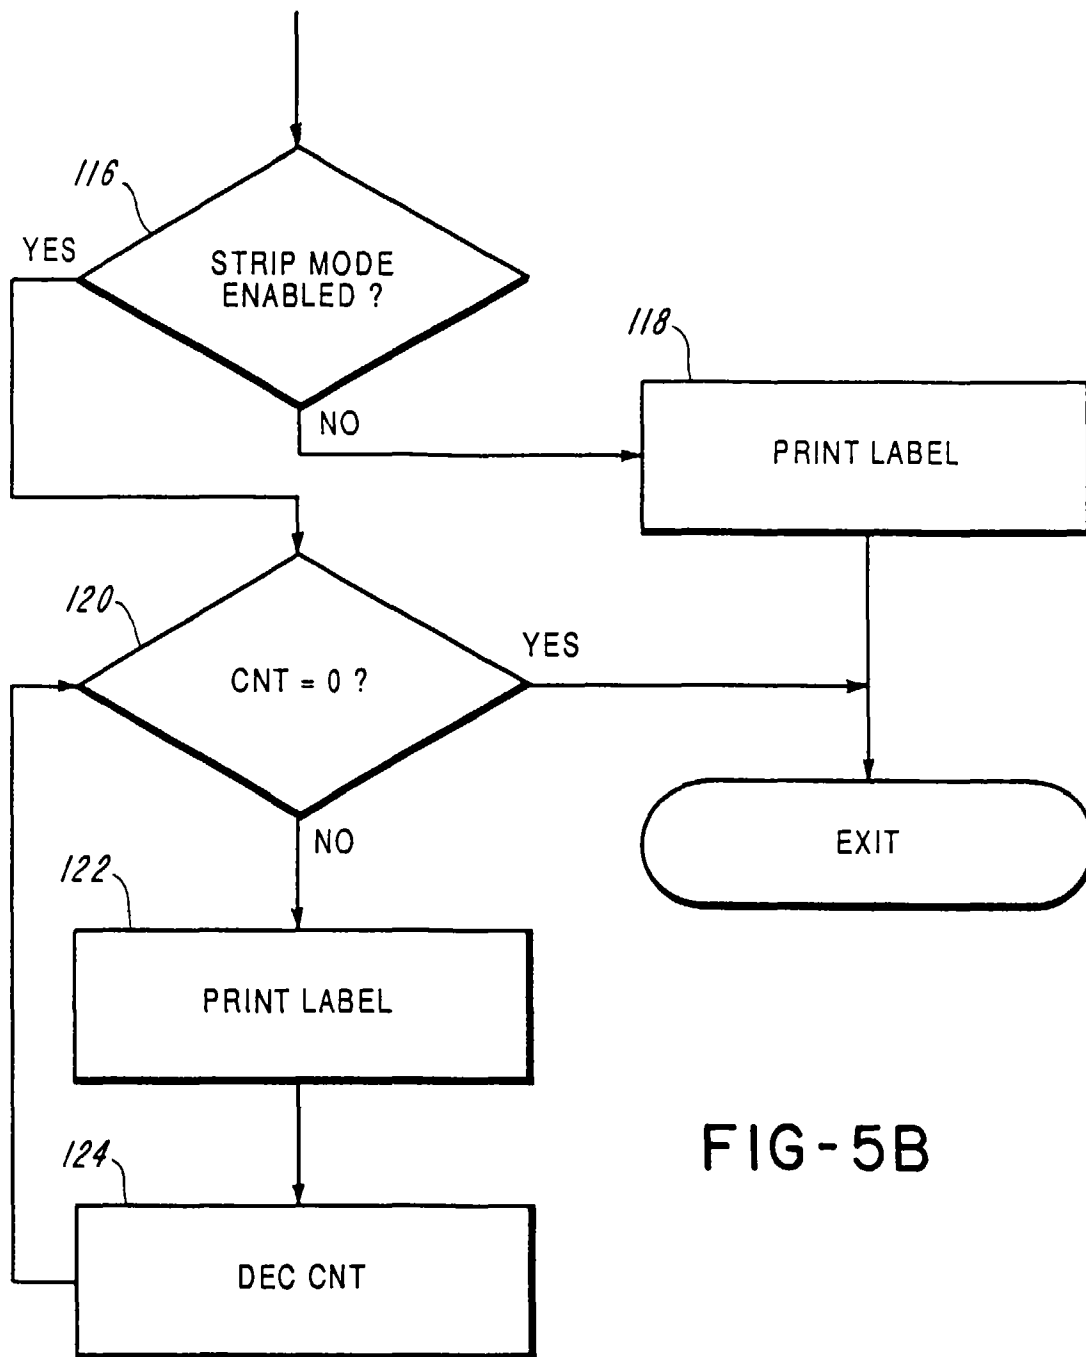 116
YES
STRIP MODE
ENABLED ?
NO
118
PRINT LABEL
120
CNT = 0 ?
YES
NO
EXIT
122
PRINT LABEL
124
DEC CNT
FIG-5B